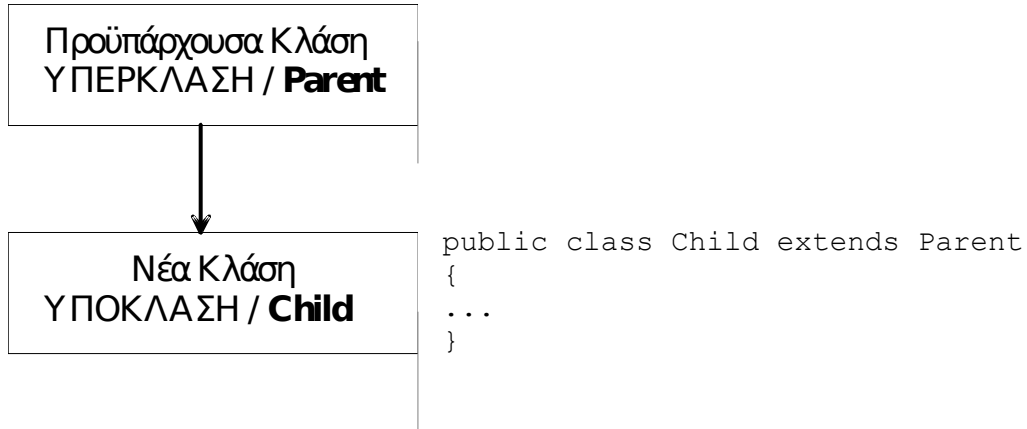 Προϋπάρχουσα Κλάση
ΥΠΕΡΚΛΑΣΗ / Parent
Νέα Κλάση
ΥΠΟΚΛΑΣΗ / Child
public class Child extends Parent
{
...
}